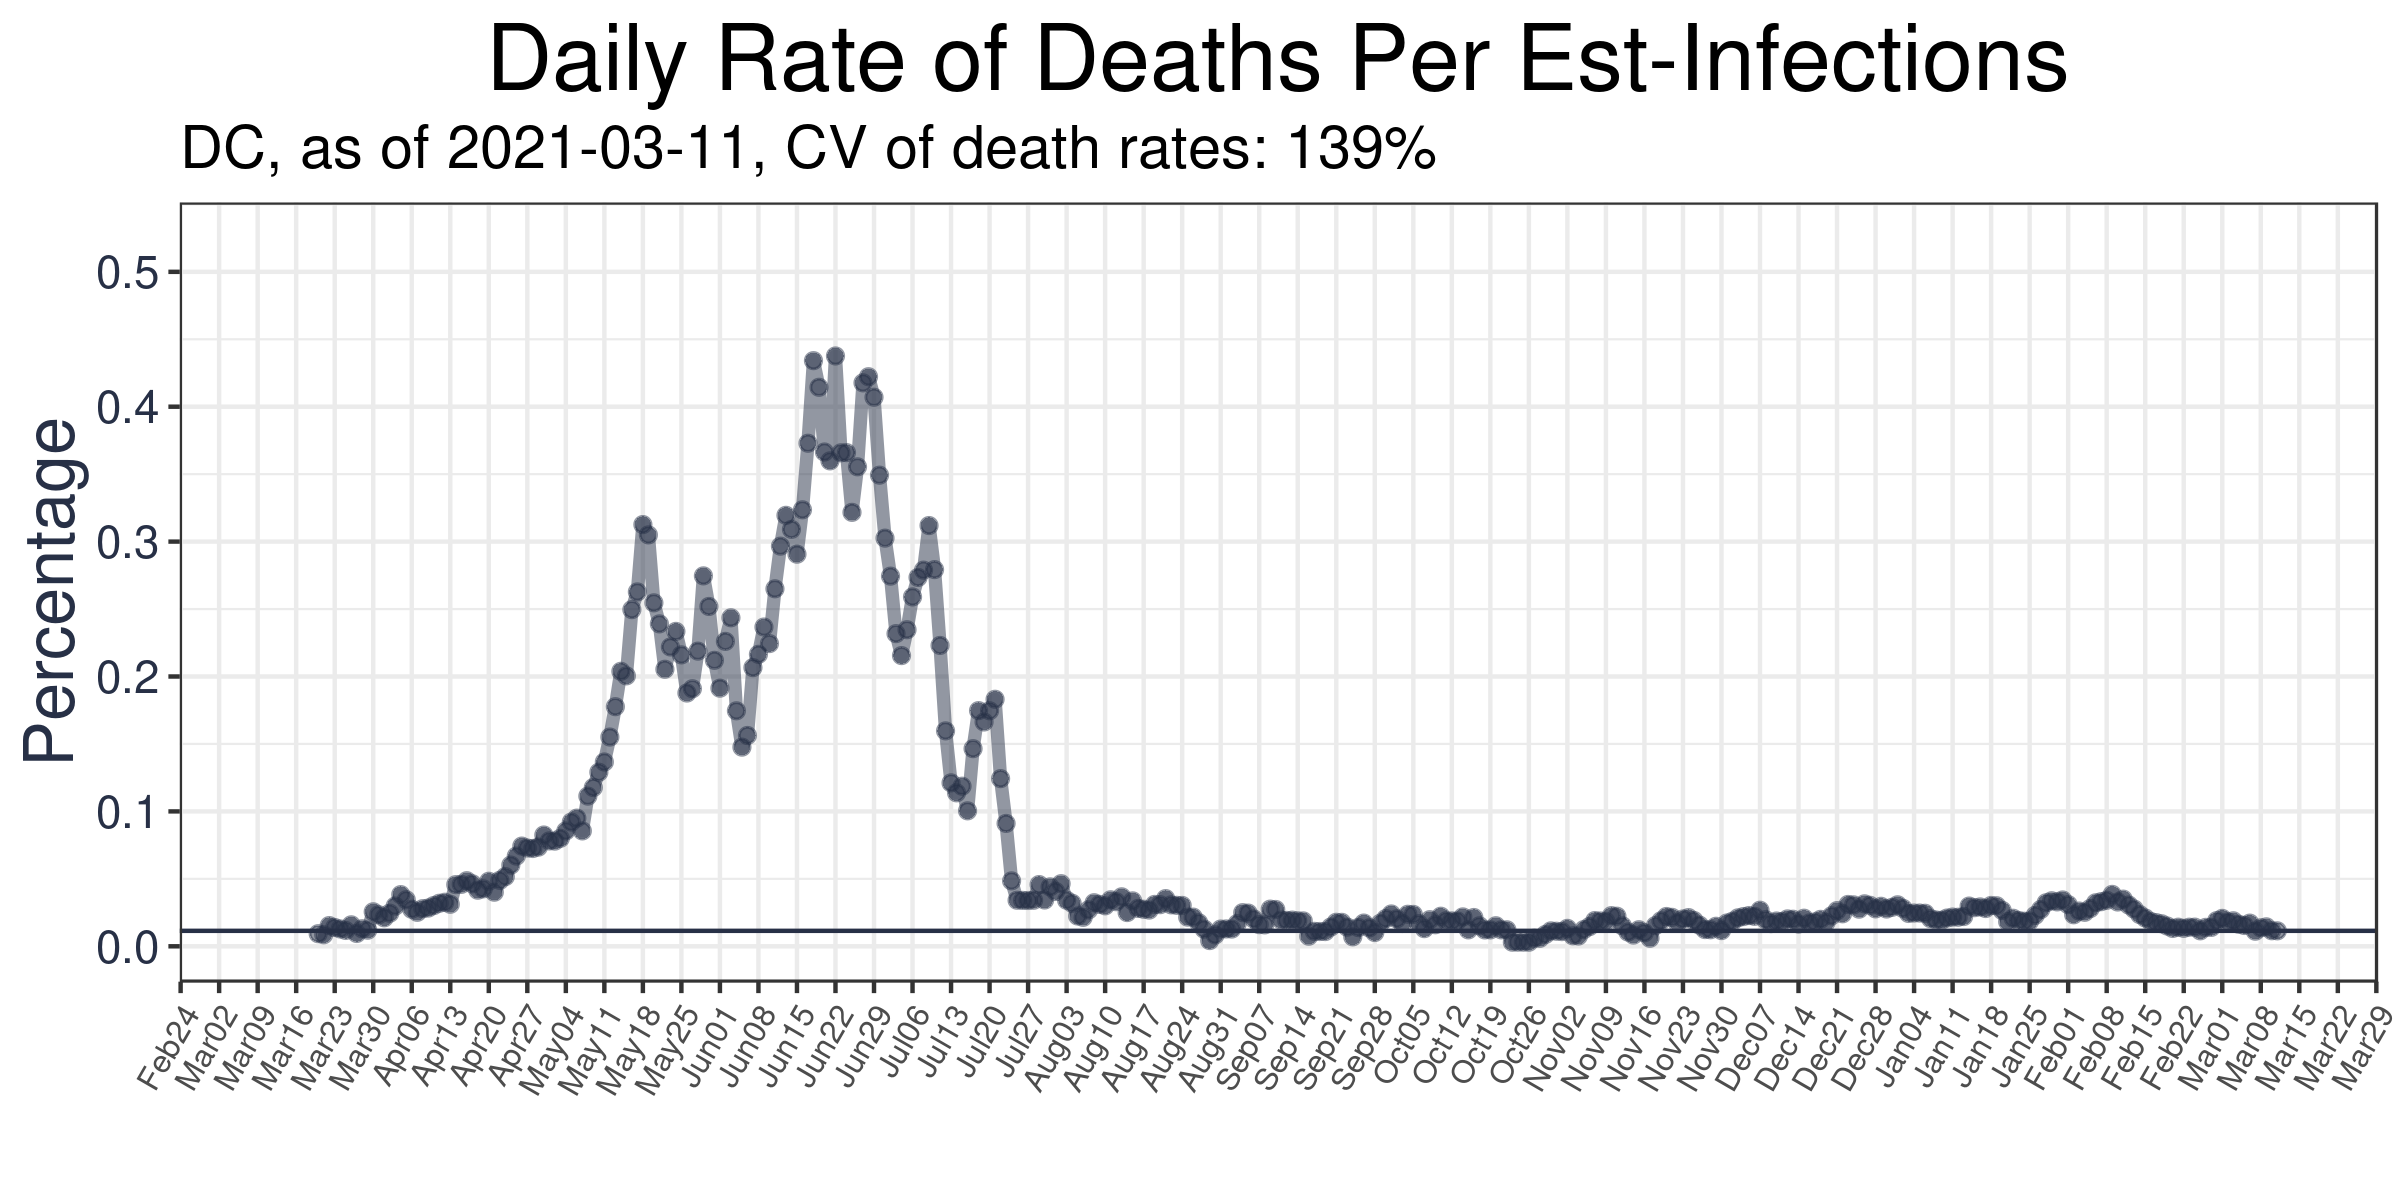 Daily Rate of Deaths Per Est-Infections
DC, as of 2021-03-11, CV of death rates: 139%
Percentage
0.5
0.4
0.3
0.2
0.1
0.0
Feb24
Mar02
Mar09
Mar16
Mar23
Mar30
Apr06
Apr13
Apr20
Apr27
May04
May11
May18
May25
Jun01
Jun08
Jun15
Jun22
Jun29
Jul06
Jul13
Jul20
Jul27
Aug03
Aug10
Aug17
Aug24
Aug31
Sep07
Sep14
Sep21
Sep28
Oct05
Oct12
Oct19
Oct26
Nov02
Nov09
Nov16
Nov23
Nov30
Dec07
Dec14
Dec21
Dec28
Jan04
Jan11
Jan18
Jan25
Feb01
Feb08
Feb15
Feb22
Mar01
Mar08
Mar15
Mar22
Mar29